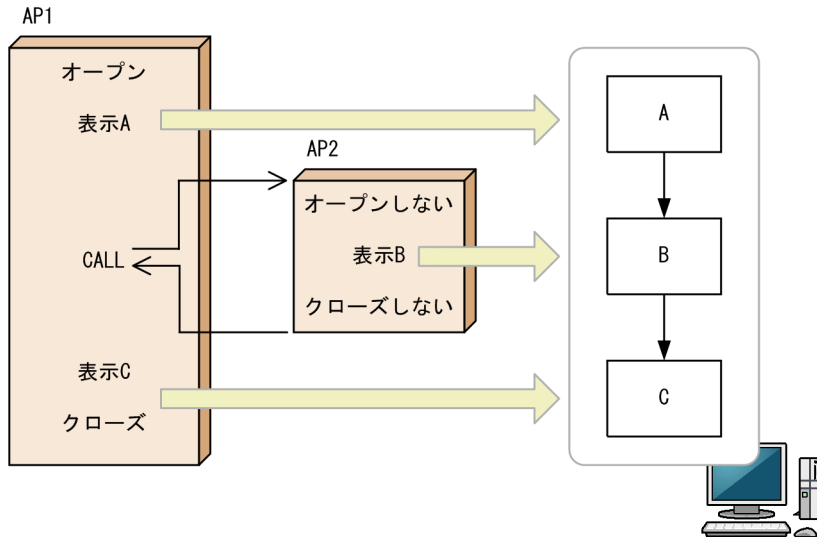 AP1
オープン
表示A
CALL
表示C
クローズ
AP2
オープンしない
表示B
クローズしない
A
B
C